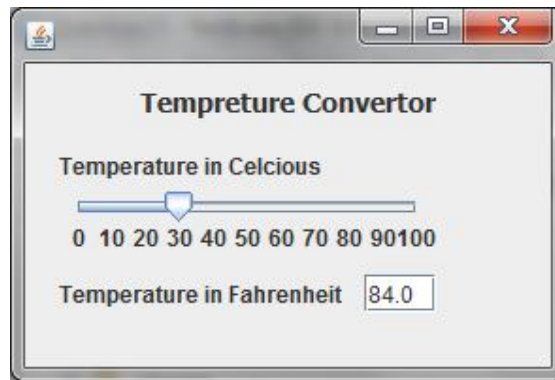 Tempreture Convertor
Temperature in Celcious
0 10 20 30 40 50 60 70 80 90100
Temperature in Fahrenheit 84.0